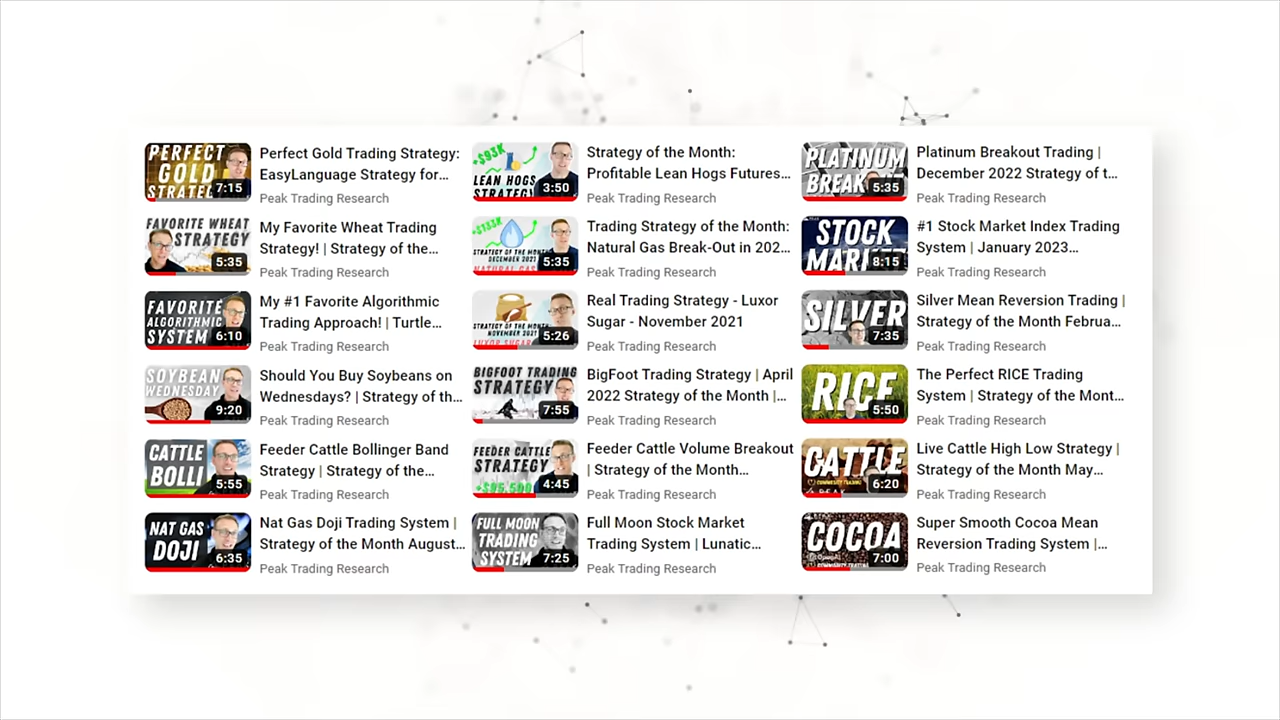 PERFECT
GOLD
STRATEG
7:15
Perfect Gold Trading Strategy:
EasyLanguage Strategy for...
Peak Trading Research
FAVORITE WHEAT
STRATEGY
5:35
My Favorite Wheat Trading
Strategy! | Strategy of the...
Peak Trading Research
FAVORITE
ALGORITHMIC
SYSTEM
6:10
My #1 Favorite Algorithmic
Trading Approach! | Turtle...
Peak Trading Research
SOYBEAN
WEDNESDAY?
9:20
Should You Buy Soybeans on
Wednesdays? | Strategy of th...
Peak Trading Research
CATTLE
BOLLI
5:55
Feeder Cattle Bollinger Band
Strategy | Strategy of the...
Peak Trading Research
NAT GAS
DOJI
6:35
Nat Gas Doji Trading System |
Strategy of the Month August...
Peak Trading Research
+$93K
LEAN HOGS
STRATEGY
3:50
Strategy of the Month:
Profitable Lean Hogs Futures...
Peak Trading Research
+$133K
STRATEGY OF THE MONTH
DECEMBER 2021
NATURAL GAS
5:35
Trading Strategy of the Month:
Natural Gas Break-Out in 202...
Peak Trading Research
STRATEGY OF THE MONTH
NOVEMBER 2021
LUXOR SUGAR
5:26
Real Trading Strategy - Luxor
Sugar - November 2021
Peak Trading Research
BIGFOOT TRADING
STRATEGY
7:55
BigFoot Trading Strategy | April
2022 Strategy of the Month |...
Peak Trading Research
FEEDER CATTLE
STRATEGY
+$96,500
4:45
Feeder Cattle Volume Breakout
| Strategy of the Month...
Peak Trading Research
FULL MOON
TRADING
SYSTEM
7:25
Full Moon Stock Market
Trading System | Lunatic...
Peak Trading Research
PLATINUM
BREAK
5:35
Platinum Breakout Trading |
December 2022 Strategy of t...
Peak Trading Research
STOCK
MARKET
8:15
#1 Stock Market Index Trading
System | January 2023...
Peak Trading Research
SILVER
7:35
Silver Mean Reversion Trading |
Strategy of the Month Februa...
Peak Trading Research
RICE
5:50
The Perfect RICE Trading
System | Strategy of the Mont...
Peak Trading Research
CATTLE
COMMODITY TRADING
PEAK
6:20
Live Cattle High Low Strategy |
Strategy of the Month May...
Peak Trading Research
COCOA
7:00
Super Smooth Cocoa Mean
Reversion Trading System |...
Peak Trading Research